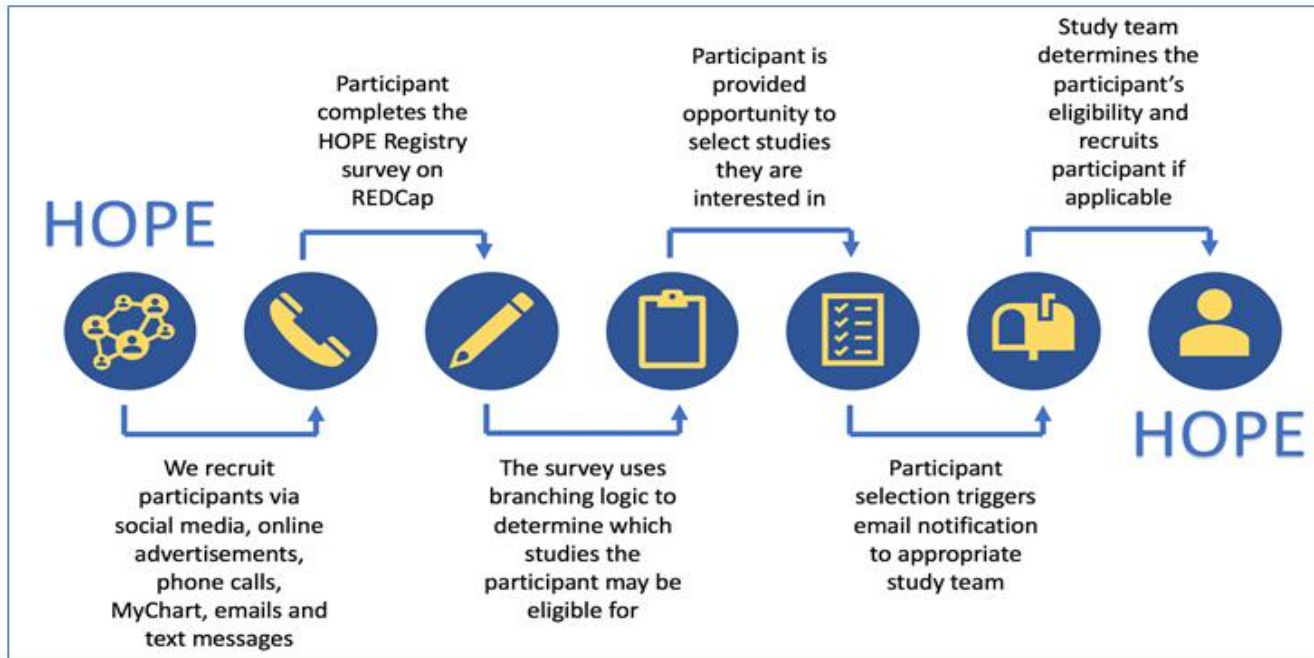 HOPE
We recruit
participants via
social media, online
advertisements,
phone calls,
MyChart, emails and
text messages
Participant
completes the
HOPE Registry
survey on
REDCap
The survey uses
branching logic to
determine which
studies the
participant may be
eligible for
Participant is
provided
opportunity to
select studies
they are
interested in
Participant
selection triggers
email notification
to appropriate
study team
Study team
determines the
participant’s
eligibility and
recruits
participant if
applicable
HOPE